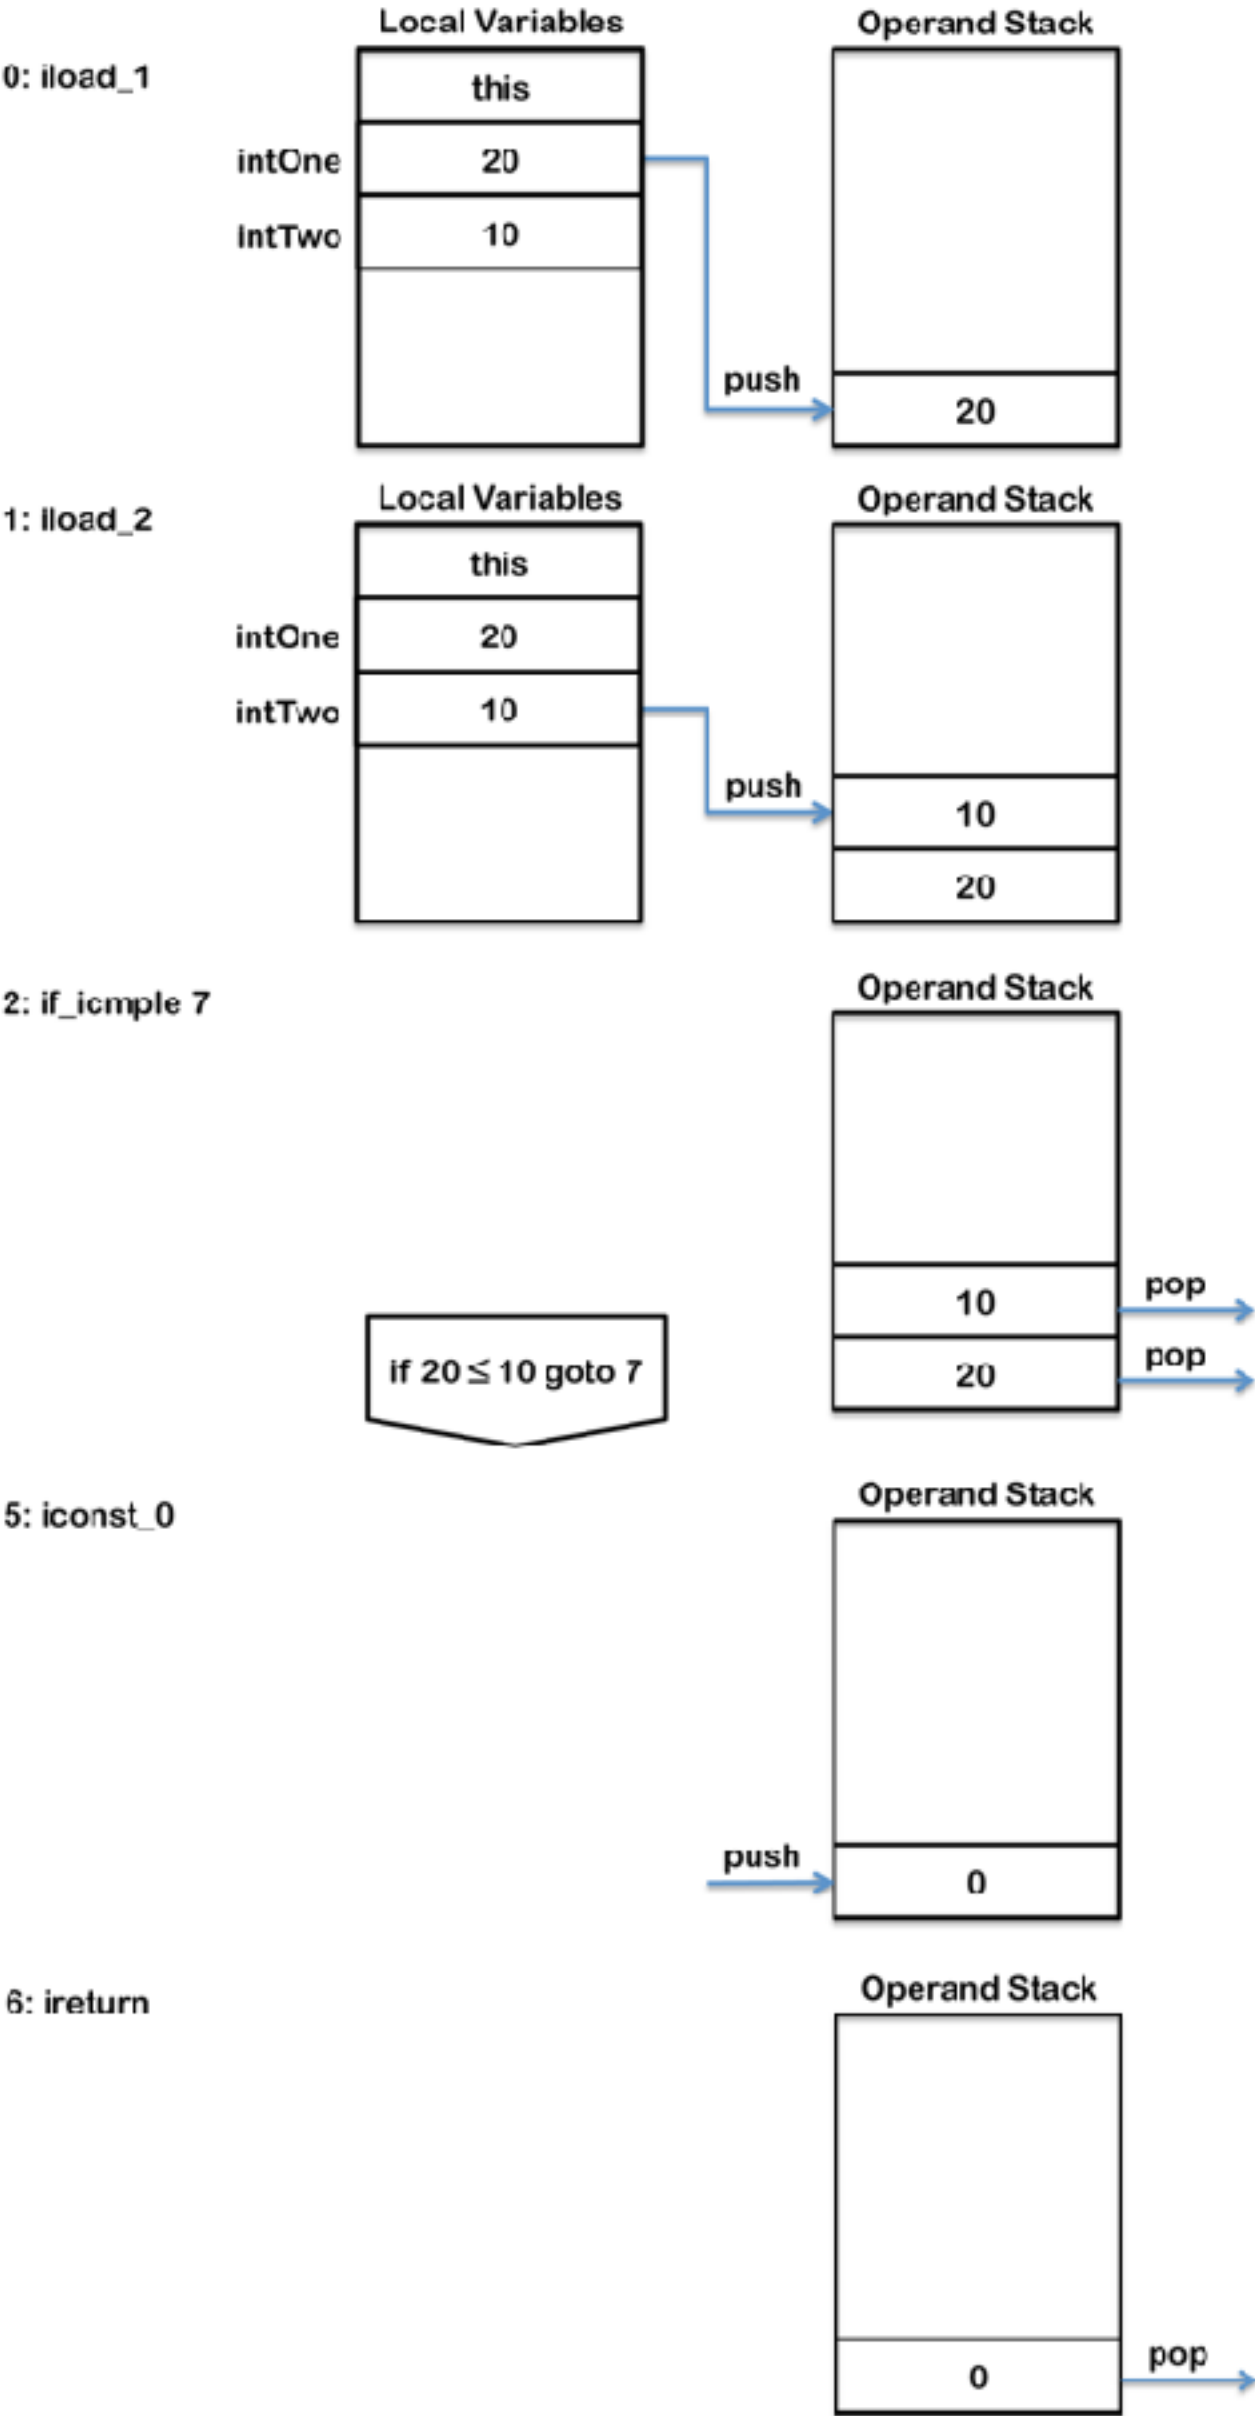 Local Variables
Operand Stack
0: iload_1
this
intOne
20
intTwo
10
push
20
Local Variables
Operand Stack
1: iload_2
this
intOne
20
intTwo
10
push
10
20
Operand Stack
2: if_icmple 7
10
pop
if 20 ≤ 10 goto 7
20
pop
Operand Stack
5: iconst_0
push
0
Operand Stack
6: ireturn
0
pop